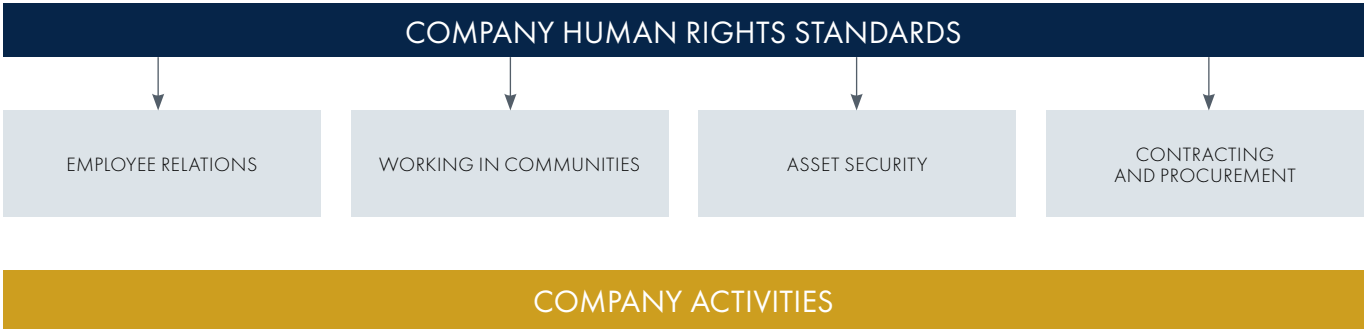 COMPANY HUMAN RIGHTS STANDARDS
EMPLOYEE RELATIONS
WORKING IN COMMUNITIES
ASSET SECURITY
CONTRACTING
AND PROCUREMENT
COMPANY ACTIVITIES